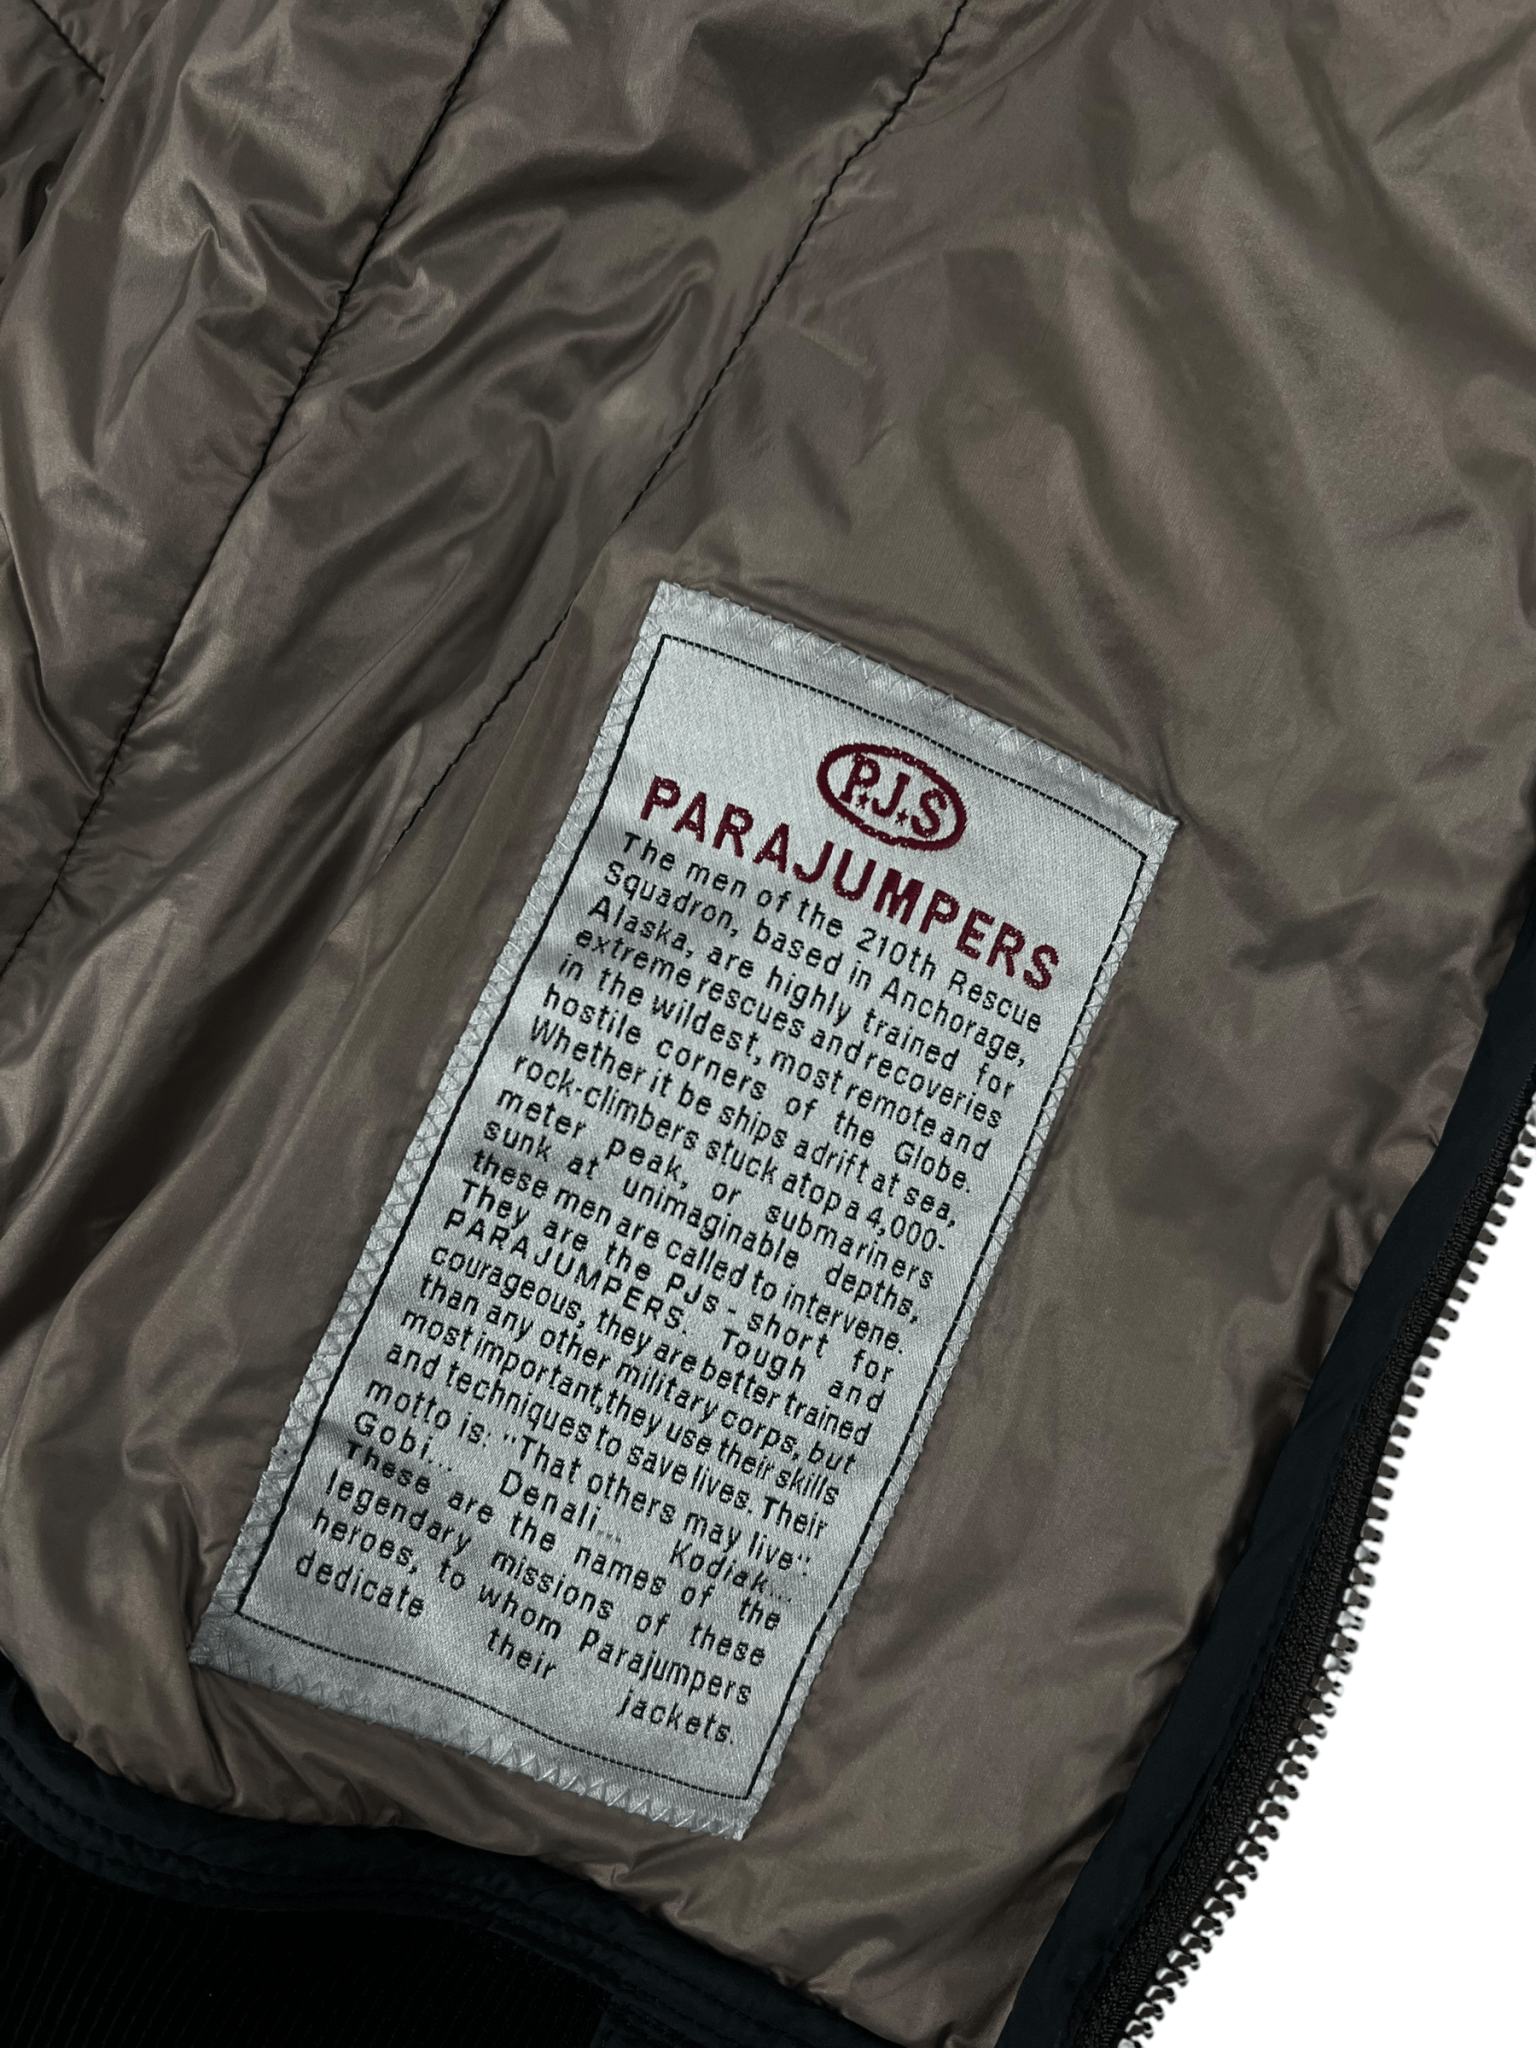 P.J.S
PARAJUMPERS
The men of the 210th Rescue
Squadron, based in Anchorage,
Alaska, are highly trained for
extreme rescues and recoveries
in the wildest, most remote and
hostile corners of the Globe.
Whether it be ships adrift at sea,
rock-climbers stuck atop a 4,000-
meter peak, or submariners
sunk at unimaginable depths,
these men are called to intervene.
They are the PJs - short for
PARAJUMPERS. Tough and
courageous, they are better trained
than any other military corps, but
most important,they use their skills
and techniques to save lives. Their
motto is: "That others may live".
Gobi... Denali... Kodiak...
These are the names of the
legendary missions of these
heroes, to whom Parajumpers
dedicate their jackets.